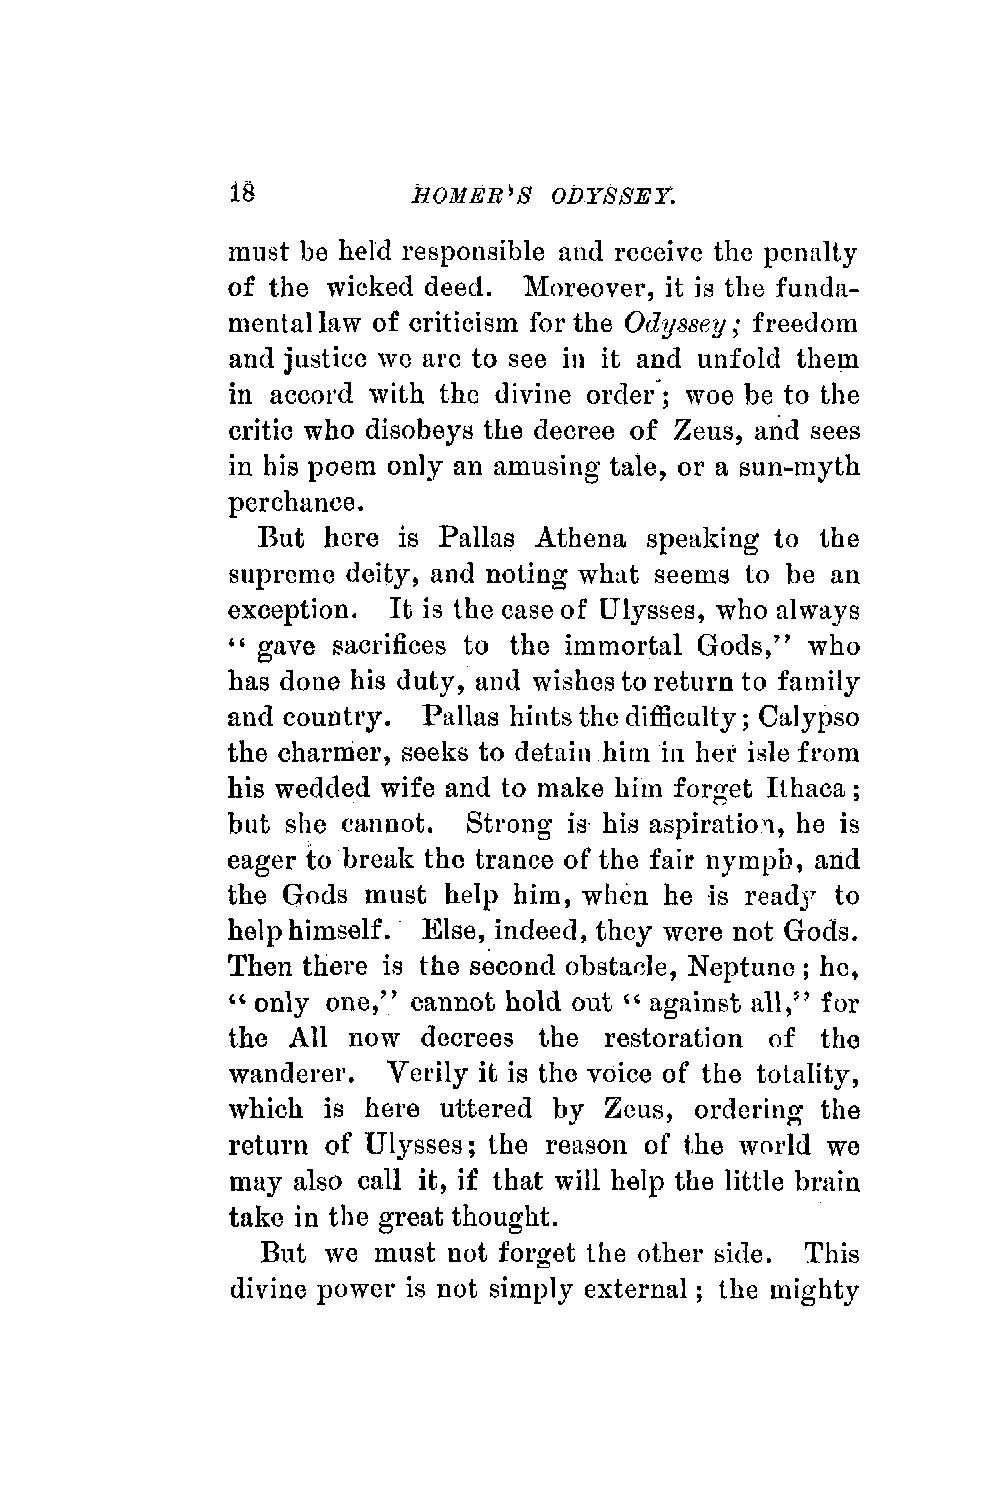 18 HOMER'S ODYSSEY.
must be held responsible and receive the penalty
of the wicked deed. Moreover, it is the funda-
mental law of criticism for the Odyssey; freedom
and justice we are to see in it and unfold them
in accord with the divine order; woe be to the
critic who disobeys the decree of Zeus, and sees
in his poem only an amusing tale, or a sun-myth
perchance.
But here is Pallas Athena speaking to the
supreme deity, and noting what seems to be an
exception. It is the case of Ulysses, who always
“ gave sacrifices to the immortal Gods,” who
has done his duty, and wishes to return to family
and country. Pallas hints the difficulty; Calypso
the charmer, seeks to detain him in her isle from
his wedded wife and to make him forget Ithaca;
but she cannot. Strong is his aspiration, he is
eager to break the trance of the fair nymph, and
the Gods must help him, when he is ready to
help himself. Else, indeed, they were not Gods.
Then there is the second obstacle, Neptune; he,
“ only one,” cannot hold out “ against all,” for
the All now decrees the restoration of the
wanderer. Verily it is the voice of the totality,
which is here uttered by Zeus, ordering the
return of Ulysses; the reason of the world we
may also call it, if that will help the little brain
take in the great thought.
But we must not forget the other side. This
divine power is not simply external; the mighty